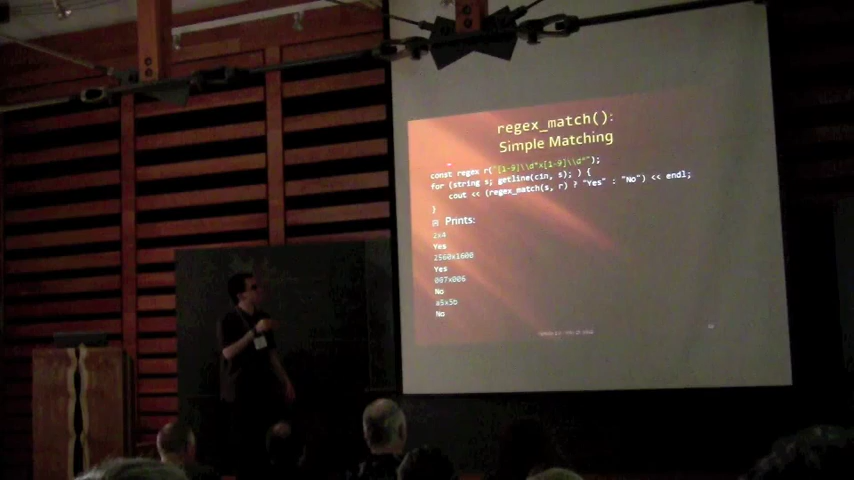 regex_match():
Simple Matching
const regex r("[1-9]\\d*x[1-9]\\d*");
for (string s; getline(cin, s); ) {
cout << (regex_match(s, r) ? "Yes" : "No") << endl;
}
Prints:
2x4
Yes
2560x1600
Yes
007x006
No
a5x5b
No